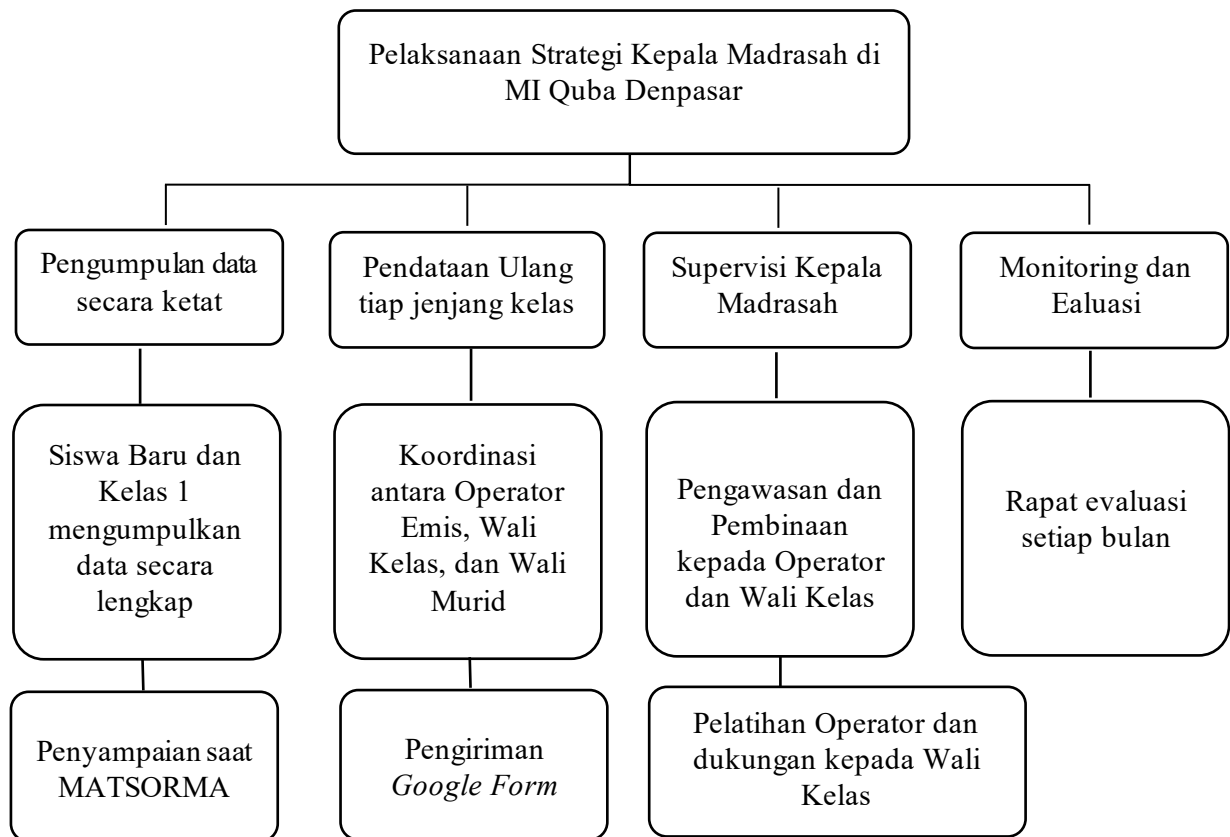 Pelaksanaan Strategi Kepala Madrasah di
MI Quba Denpasar
Pengumpulan data
secara ketat
Pendataan Ulang
tiap jenjang kelas
Supervisi Kepala
Madrasah
Monitoring dan
Ealuasi
Siswa Baru dan
Kelas 1
mengumpulkan
data secara
lengkap
Koordinasi
antara Operator
Emis, Wali
Kelas, dan Wali
Murid
Pengawasan dan
Pembinaan
kepada Operator
dan Wali Kelas
Rapat evaluasi
setiap bulan
Penyampaian saat
MATSORMA
Pengiriman
Google Form
Pelatihan Operator dan
dukungan kepada Wali
Kelas